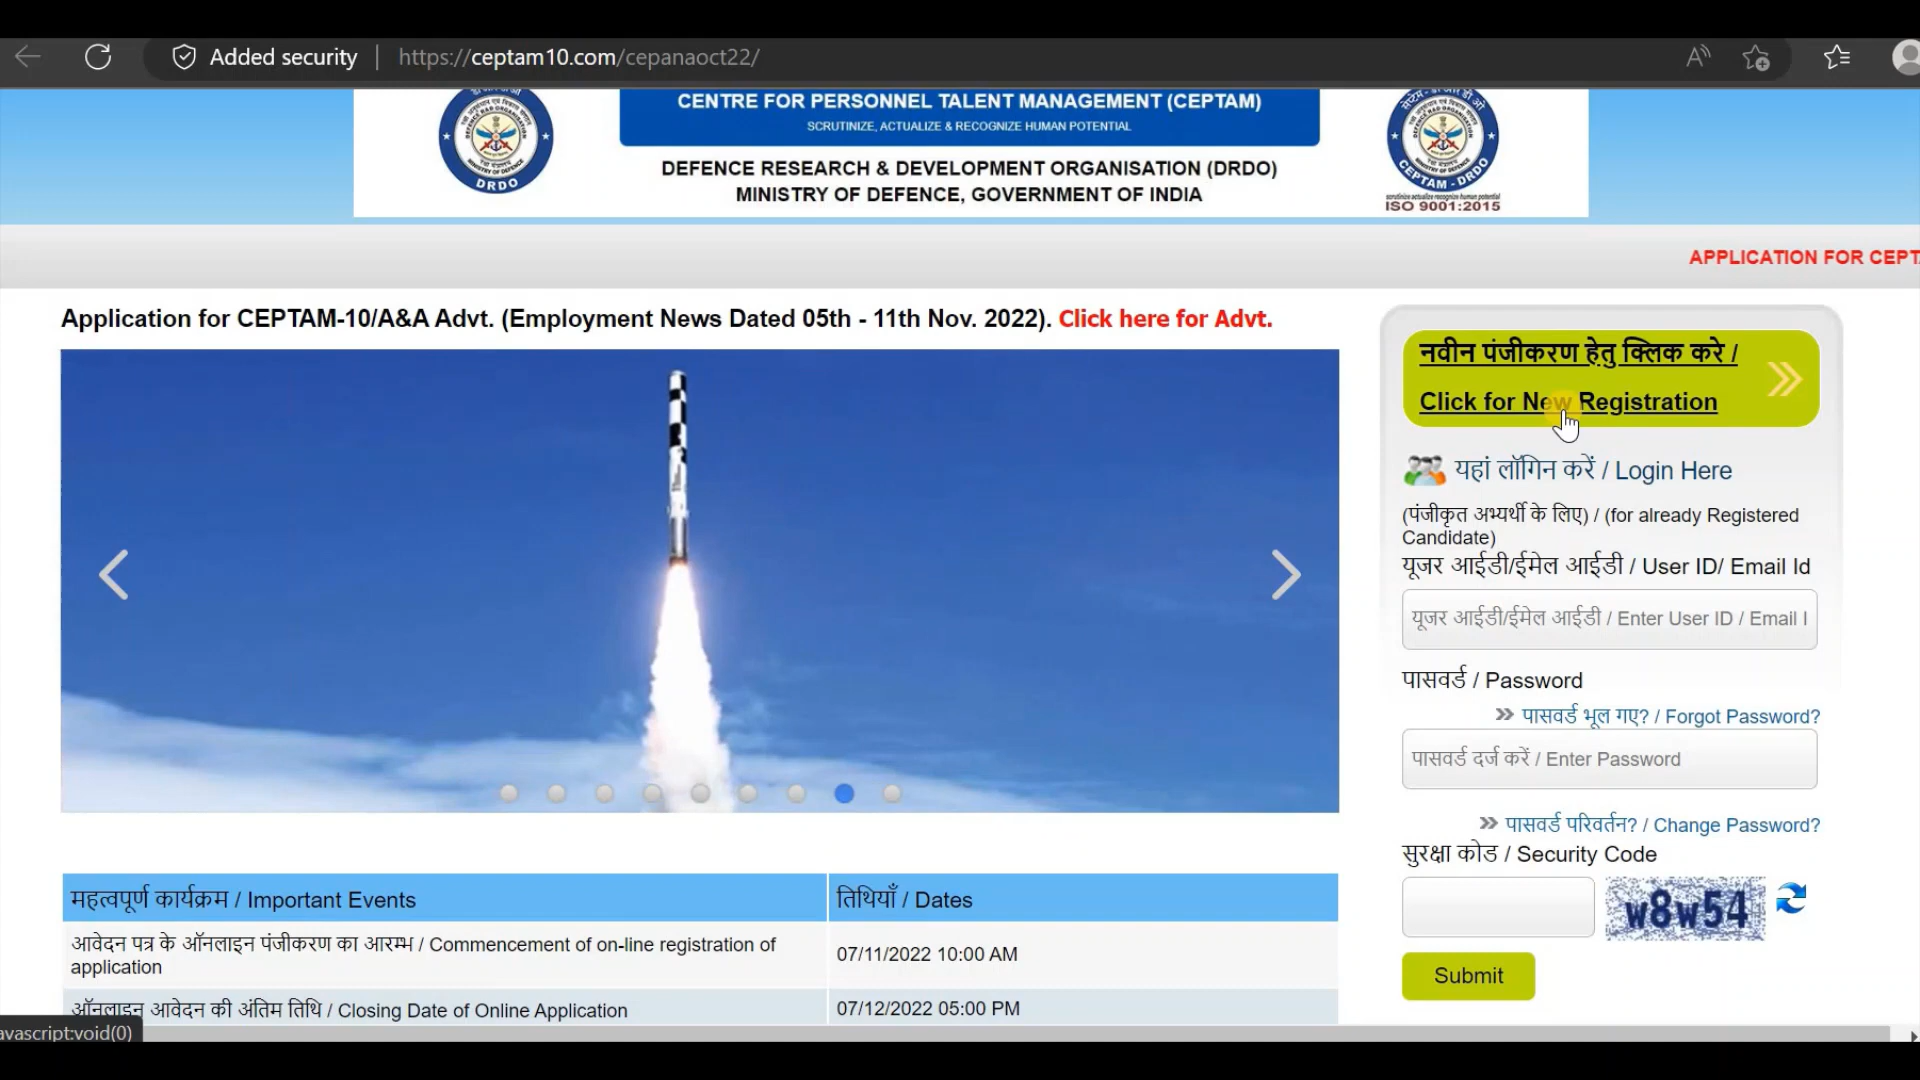 Added security
https://ceptam10.com/cepanaoct22/
CENTRE FOR PERSONNEL TALENT MANAGEMENT (CEPTAM)
SCRUTINIZE, ACTUALIZE & RECOGNIZE HUMAN POTENTIAL
DEFENCE RESEARCH & DEVELOPMENT ORGANISATION (DRDO)
MINISTRY OF DEFENCE, GOVERNMENT OF INDIA
DRDO
CEPTAM - DRDO
ISO 9001:2015
APPLICATION FOR CEPT
Application for CEPTAM-10/A&A Advt. (Employment News Dated 05th - 11th Nov. 2022). Click here for Advt.
नवीन पंजीकरण हेतु क्लिक करे /
Click for New Registration
यहां लॉगिन करें / Login Here
(पंजीकृत अभ्यर्थी के लिए) / (for already Registered
Candidate)
यूजर आईडी/ईमेल आईडी / User ID/ Email Id
यूजर आईडी/ईमेल आईडी / Enter User ID / Email I
पासवर्ड / Password
पासवर्ड भूल गए? / Forgot Password?
पासवर्ड दर्ज करें / Enter Password
पासवर्ड परिवर्तन? / Change Password?
सुरक्षा कोड / Security Code
w8w54
Submit
महत्वपूर्ण कार्यक्रम / Important Events
तिथियाँ / Dates
आवेदन पत्र के ऑनलाइन पंजीकरण का आरम्भ / Commencement of on-line registration of
application
07/11/2022 10:00 AM
ऑनलाइन आवेदन की अंतिम तिथि / Closing Date of Online Application
07/12/2022 05:00 PM
avascript:void(0)